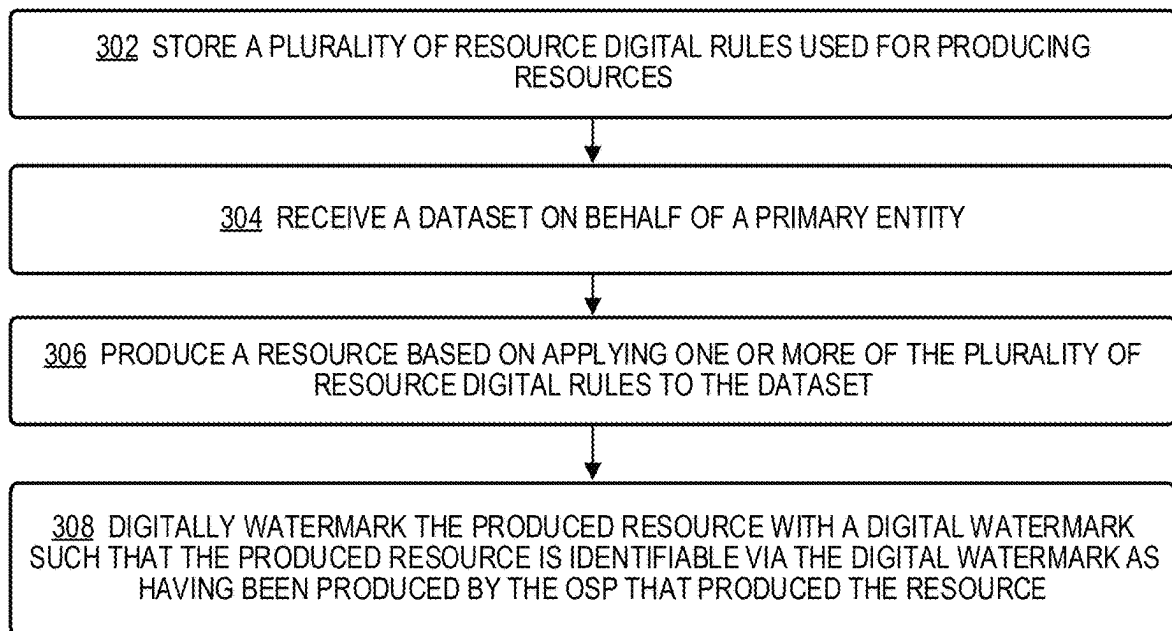 302 STORE A PLURALITY OF RESOURCE DIGITAL RULES USED FOR PRODUCING
RESOURCES
304 RECEIVE A DATASET ON BEHALF OF A PRIMARY ENTITY
306 PRODUCE A RESOURCE BASED ON APPLYING ONE OR MORE OF THE PLURALITY OF
RESOURCE DIGITAL RULES TO THE DATASET
308 DIGITALLY WATERMARK THE PRODUCED RESOURCE WITH A DIGITAL WATERMARK
SUCH THAT THE PRODUCED RESOURCE IS IDENTIFIABLE VIA THE DIGITAL WATERMARK AS
HAVING BEEN PRODUCED BY THE OSP THAT PRODUCED THE RESOURCE